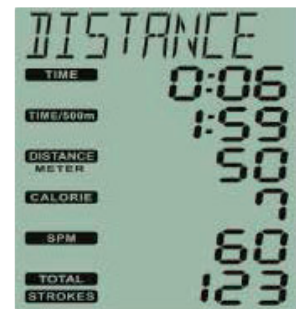 DISTANCE
TIME 0:06
TIME/500m 1:59
DISTANCE 50
METER
CALORIE 7
SPM 60
TOTAL 123
STROKES